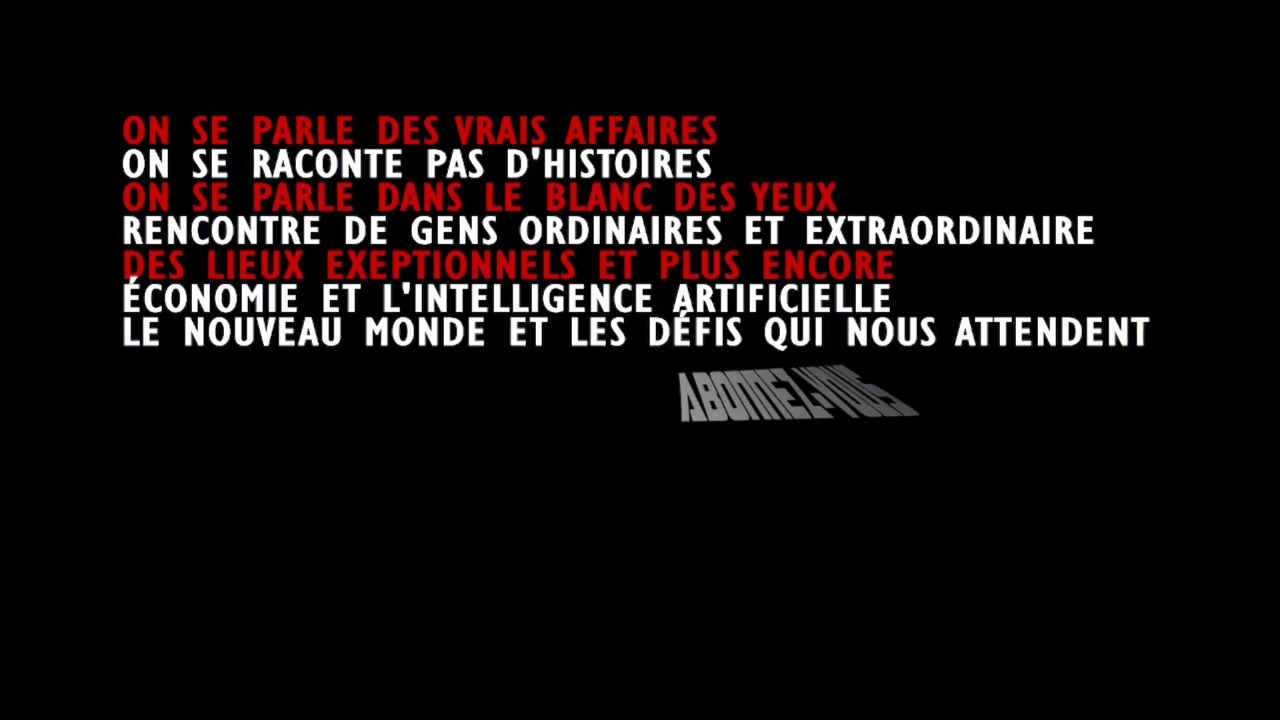 ON SE PARLE DES VRAIS AFFAIRES
ON SE RACONTE PAS D'HISTOIRES
ON SE PARLE DANS LE BLANC DES YEUX
RENCONTRE DE GENS ORDINAIRES ET EXTRAORDINAIRE
DES LIEUX EXEPTIONNELS ET PLUS ENCORE
ÉCONOMIE ET L'INTELLIGENCE ARTIFICIELLE
LE NOUVEAU MONDE ET LES DÉFIS QUI NOUS ATTENDENT
ABONNEZ-VOUS